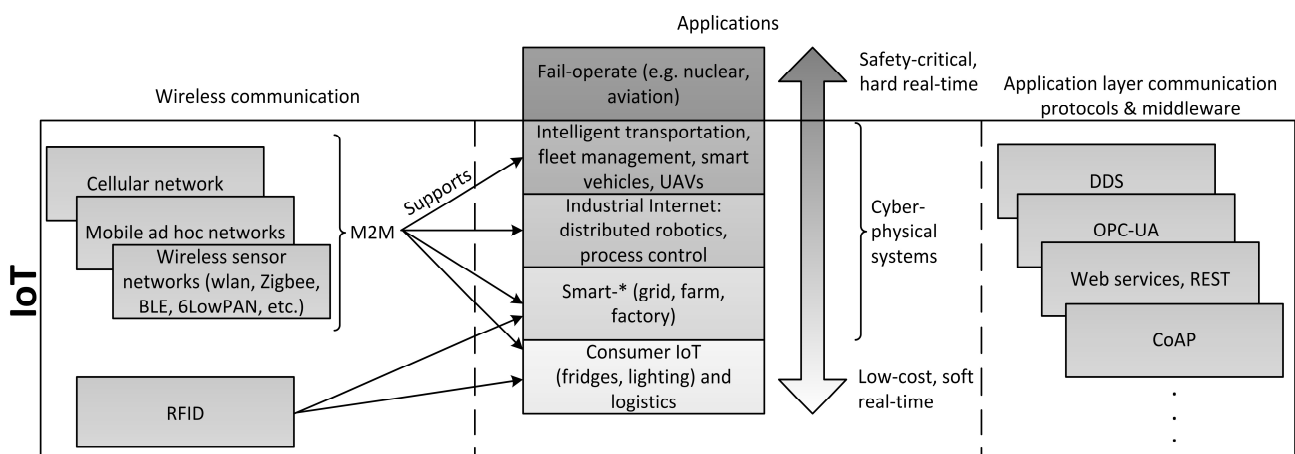 Applications
Wireless communication
Fail-operate (e.g. nuclear,
aviation)
Safety-critical,
hard real-time
Application layer communication
protocols & middleware
IoT
Cellular network
Mobile ad hoc networks
Wireless sensor
networks (wlan, Zigbee,
BLE, 6LowPAN, etc.)
M2M
Supports
RFID
Intelligent transportation,
fleet management, smart
vehicles, UAVs
Industrial Internet:
distributed robotics,
process control
Smart-* (grid, farm,
factory)
Consumer IoT
(fridges, lighting) and
logistics
Cyber-
physical
systems
Low-cost, soft
real-time
DDS
OPC-UA
Web services, REST
CoAP
.
.
.